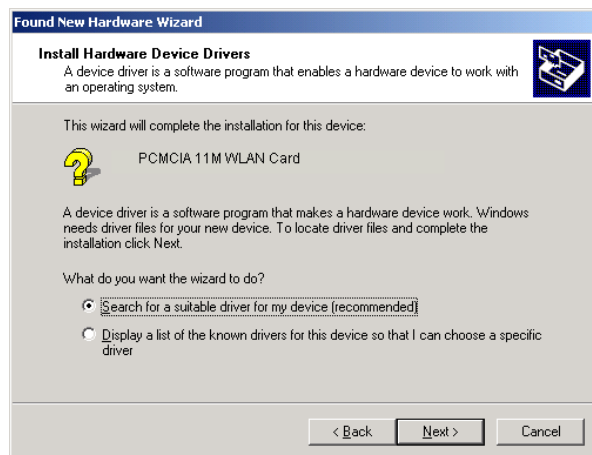 Found New Hardware Wizard
Install Hardware Device Drivers
A device driver is a software program that enables a hardware device to work with
an operating system.
This wizard will complete the installation for this device:
PCMCIA 11M WLAN Card
A device driver is a software program that makes a hardware device work. Windows
needs driver files for your new device. To locate driver files and complete the
installation click Next.
What do you want the wizard to do?
Search for a suitable driver for my device (recommended)
Display a list of the known drivers for this device so that I can choose a specific
driver
< Back Next > Cancel